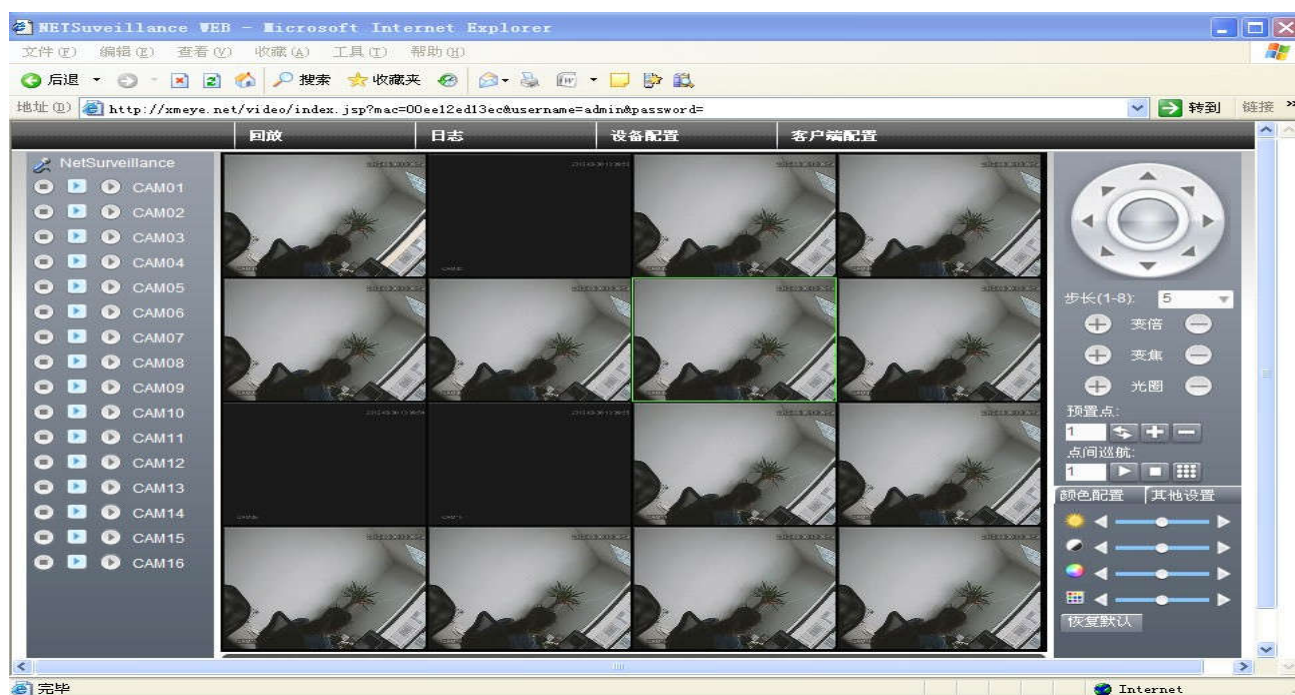 NETSuveillance WEB - Microsoft Internet Explorer
文件(F) 编辑(E) 查看(V) 收藏(A) 工具(T) 帮助(H)
后退 搜索 收藏夹
地址(D) http://xmeye.net/video/index.jsp?mac=00ee12ed13ec&username=admin&password= 转到 链接 »
回放 日志 设备配置 客户端配置
NetSurveillance
CAM01
CAM02
CAM03
CAM04
CAM05
CAM06
CAM07
CAM08
CAM09
CAM10
CAM11
CAM12
CAM13
CAM14
CAM15
CAM16
步长(1-8): 5
变倍
变焦
光圈
预置点:
1
点间巡航:
1
颜色配置 其他设置
恢复默认
完毕 Internet